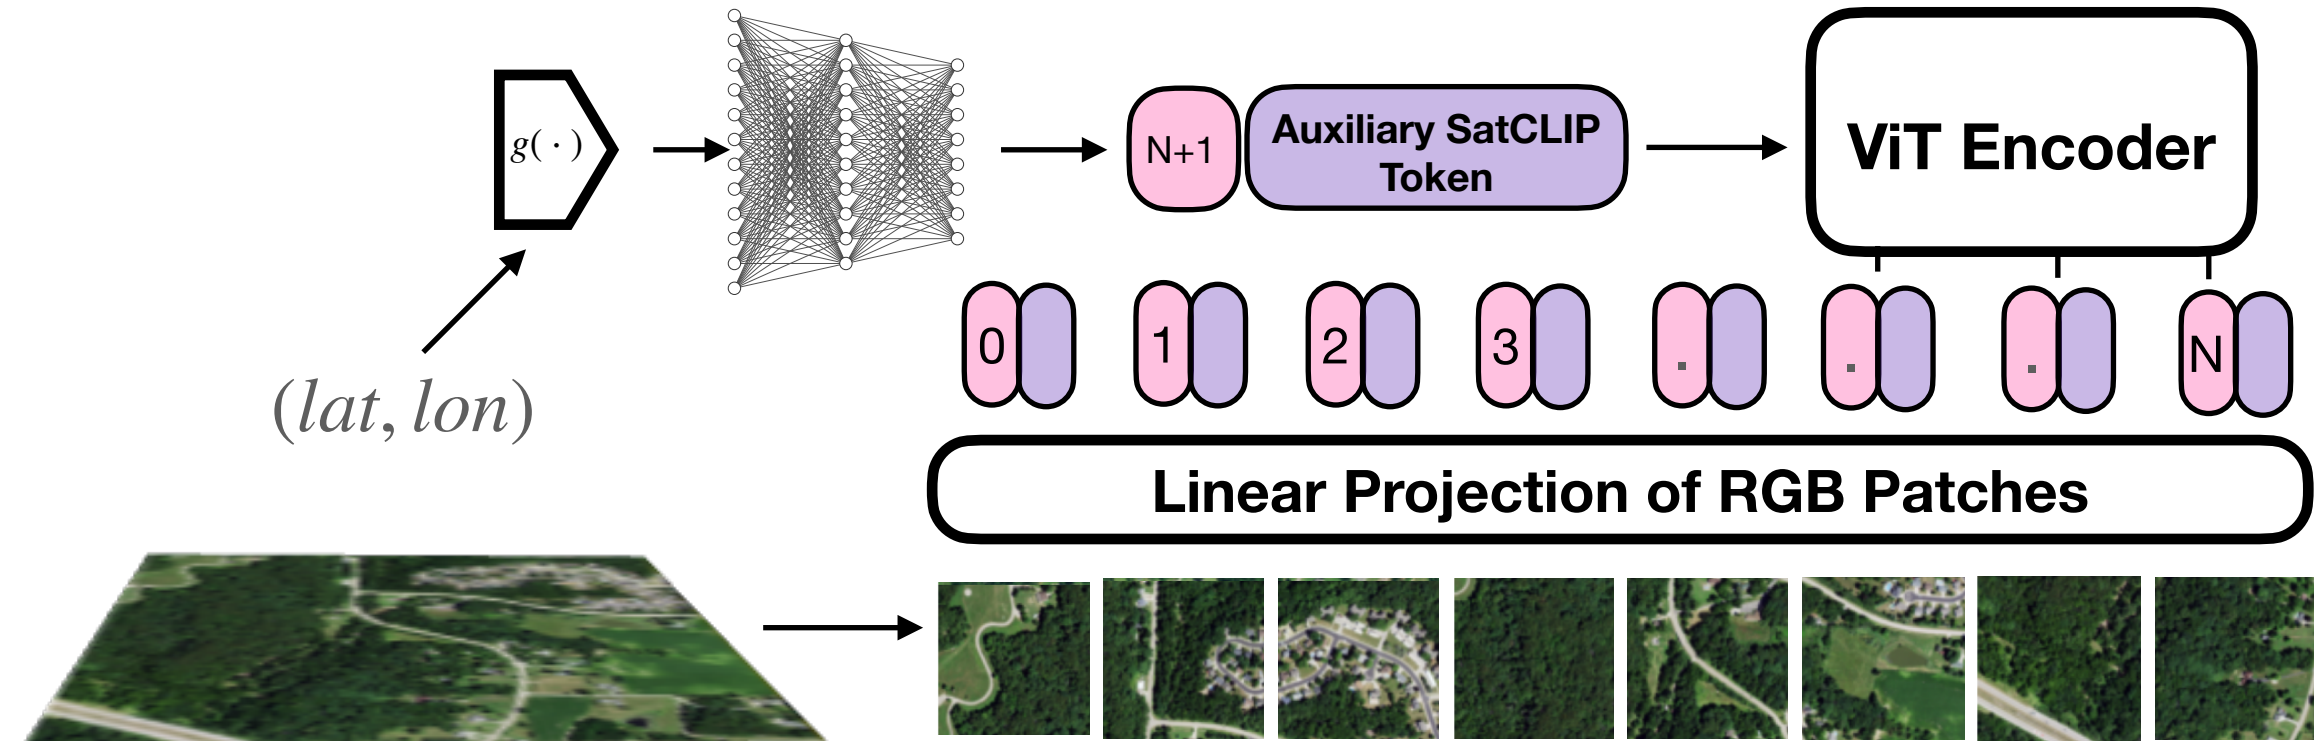 g( · )
N+1
Auxiliary SatCLIP
Token
ViT Encoder
(lat, lon)
0
1
2
3
.
.
.
N
Linear Projection of RGB Patches